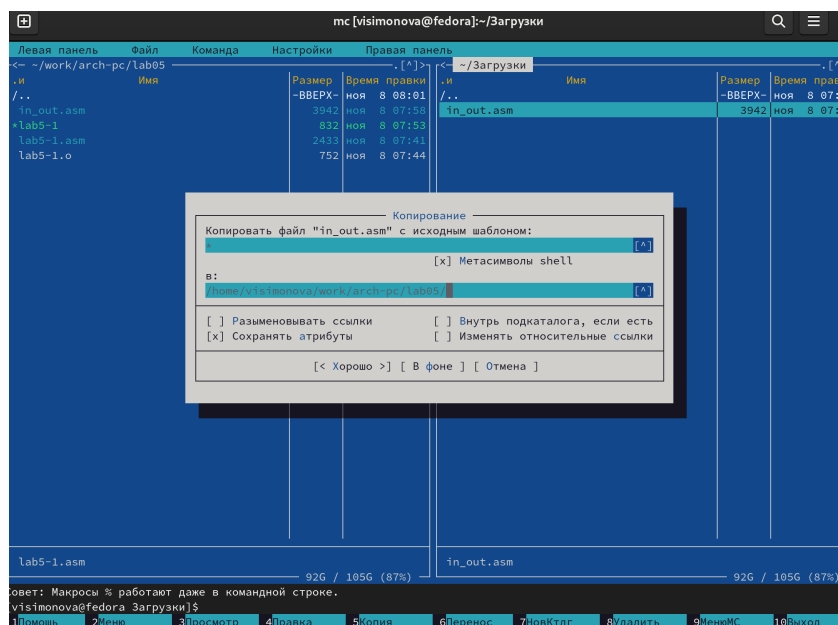 mc [visimonova@fedora]:~/Загрузки
Левая панель Файл Команда Настройки Правая панель
<— ~/work/arch-pc/lab05 .[^]> <— ~/Загрузки .[^
.и Имя Размер Время правки .и Имя Размер Время прав
/.. -ВВЕРХ- ноя 8 08:01 /.. -ВВЕРХ- ноя 8 07:
in_out.asm 3942 ноя 8 07:58 in_out.asm 3942 ноя 8 07:
*lab5-1 832 ноя 8 07:53
lab5-1.asm 2433 ноя 8 07:41
lab5-1.o 752 ноя 8 07:44
Копирование
Копировать файл "in_out.asm" с исходным шаблоном:
* [^]
[x] Метасимволы shell
в:
/home/visimonova/work/arch-pc/lab05/ [^]
[ ] Разыменовывать ссылки [ ] Внутрь подкаталога, если есть
[x] Сохранять атрибуты [ ] Изменять относительные ссылки
[< Хорошо >] [ В фоне ] [ Отмена ]
lab5-1.asm in_out.asm
92G / 105G (87%) 92G / 105G (87%)
Совет: Макросы % работают даже в командной строке.
[visimonova@fedora Загрузки]$
1Помощь 2Меню 3Просмотр 4Правка 5Копия 6Перенос 7НовКтлг 8Удалить 9МенюМС 10Выход